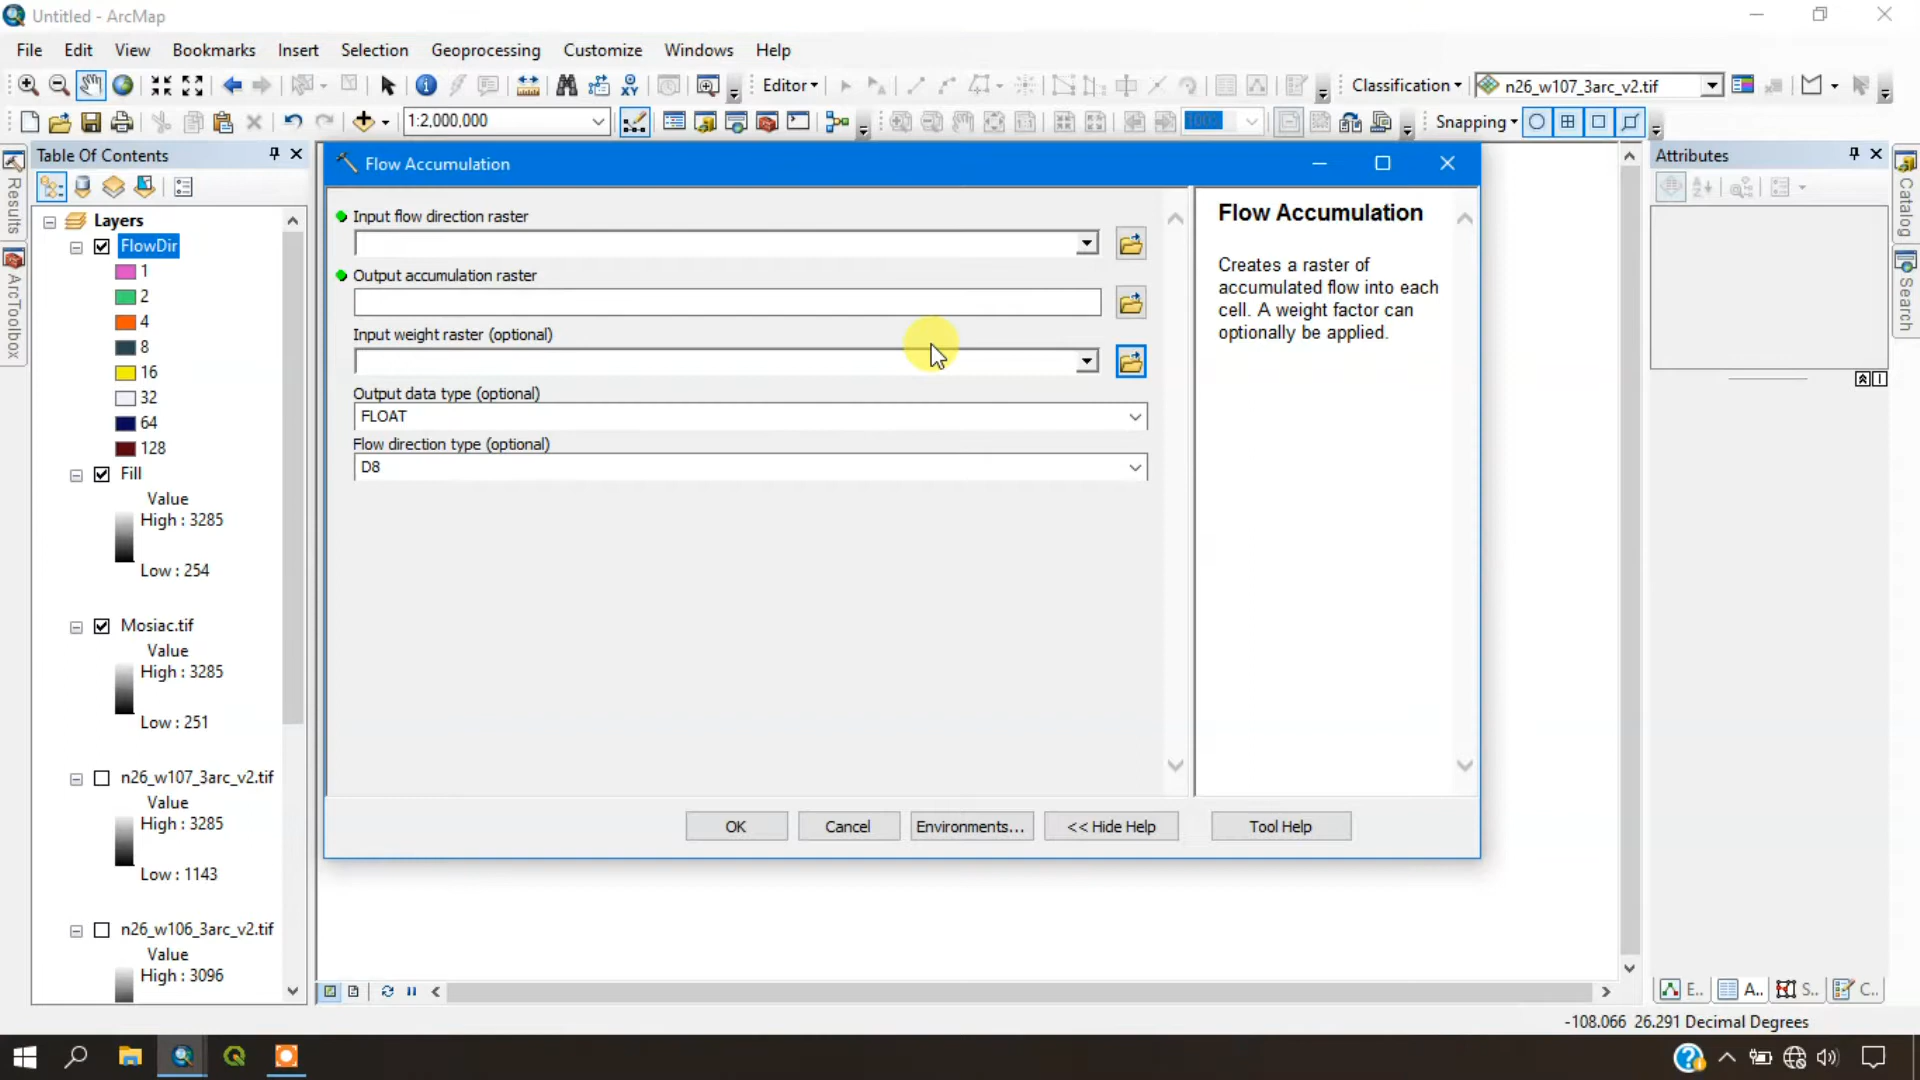 Untitled - ArcMap
File Edit View Bookmarks Insert Selection Geoprocessing Customize Windows Help
Editor
Classification
n26_w107_3arc_v2.tif
1:2,000,000
Snapping
Table Of Contents
Flow Accumulation
Attributes
Results
ArcToolbox
Catalog
Search
Layers
FlowDir
1
2
4
8
16
32
64
128
Fill
Value
High : 3285
Low : 254
Mosiac.tif
Value
High : 3285
Low : 251
n26_w107_3arc_v2.tif
Value
High : 3285
Low : 1143
n26_w106_3arc_v2.tif
Value
High : 3096
Input flow direction raster
Output accumulation raster
Input weight raster (optional)
Output data type (optional)
FLOAT
Flow direction type (optional)
D8
Flow Accumulation
Creates a raster of
accumulated flow into each
cell. A weight factor can
optionally be applied.
OK
Cancel
Environments...
<< Hide Help
Tool Help
E..
A..
S..
C..
-108.066 26.291 Decimal Degrees